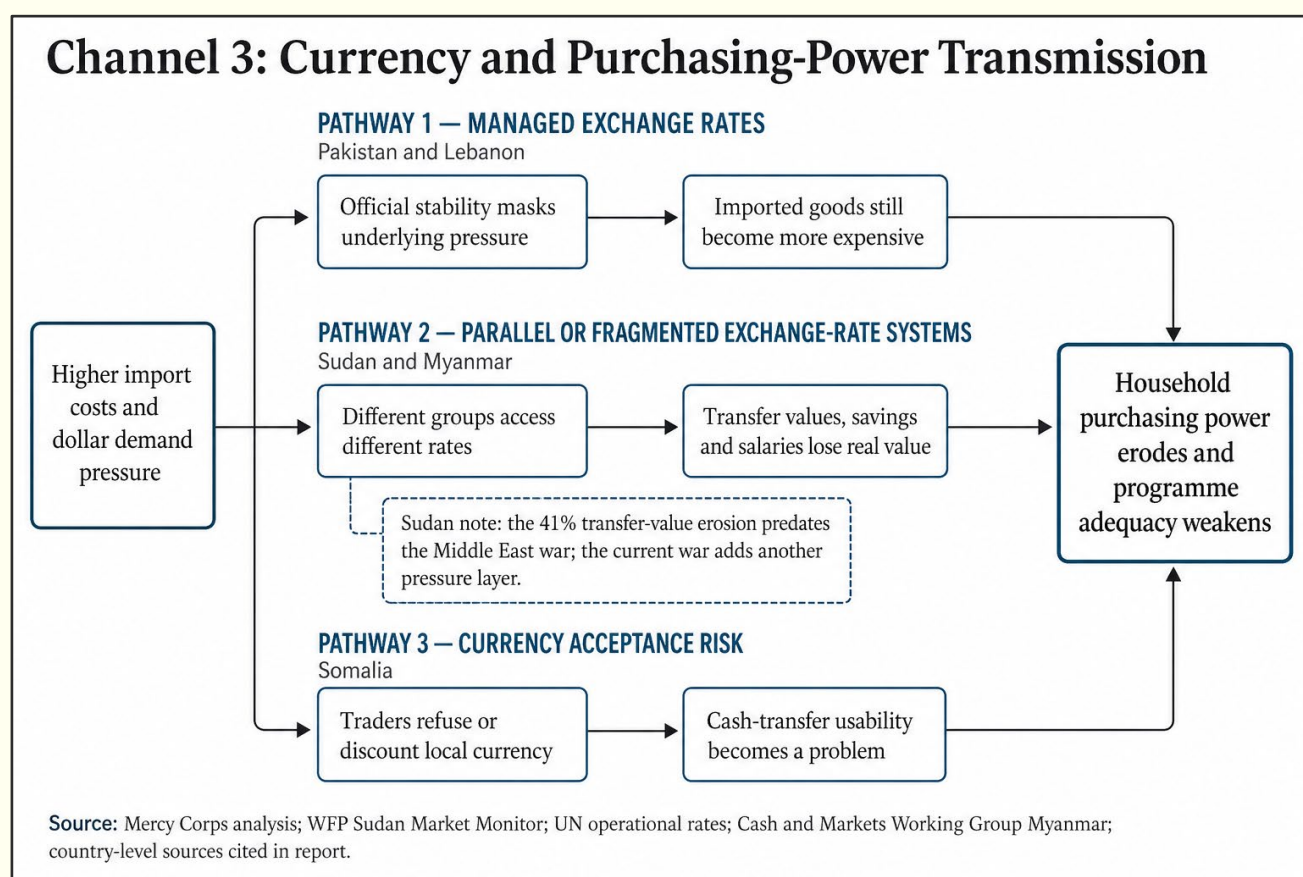 Channel 3: Currency and Purchasing-Power Transmission
PATHWAY 1 — MANAGED EXCHANGE RATES
Pakistan and Lebanon
Official stability masks
underlying pressure
Imported goods still
become more expensive
Higher import
costs and
dollar demand
pressure
PATHWAY 2 — PARALLEL OR FRAGMENTED EXCHANGE-RATE SYSTEMS
Sudan and Myanmar
Different groups access
different rates
Transfer values, savings
and salaries lose real value
Household
purchasing power
erodes and
programme
adequacy weakens
Sudan note: the 41% transfer-value erosion predates
the Middle East war; the current war adds another
pressure layer.
PATHWAY 3 — CURRENCY ACCEPTANCE RISK
Somalia
Traders refuse or
discount local currency
Cash-transfer usability
becomes a problem
Source: Mercy Corps analysis; WFP Sudan Market Monitor; UN operational rates; Cash and Markets Working Group Myanmar;
country-level sources cited in report.